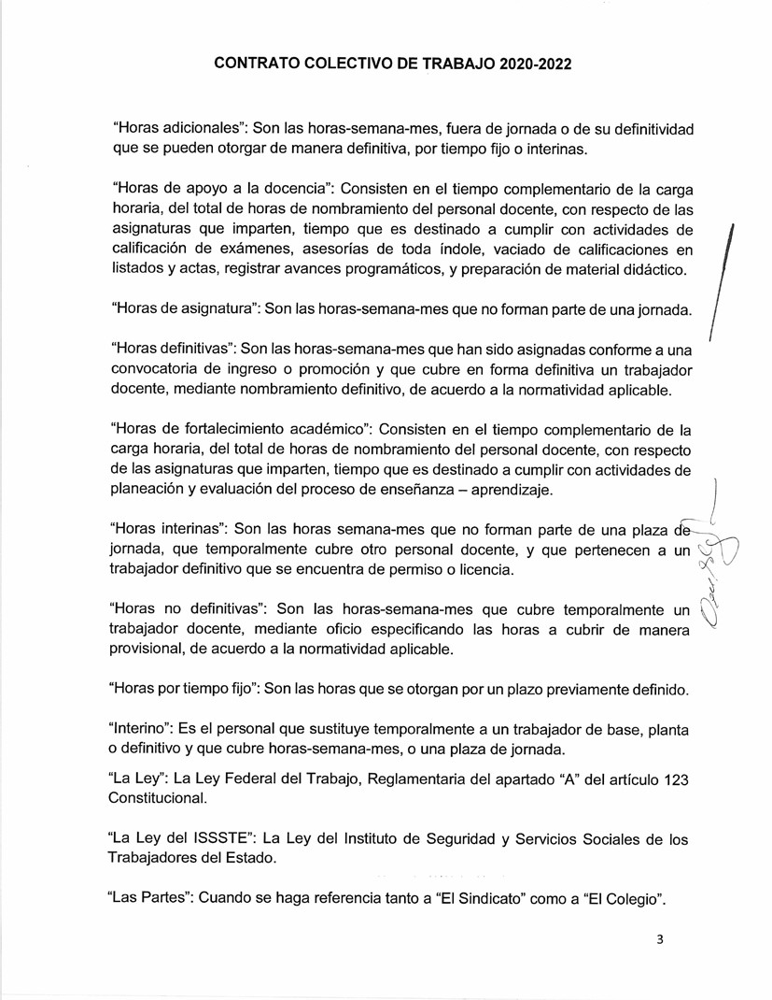 CONTRATO COLECTIVO DE TRABAJO 2020-2022
“Horas adicionales”: Son las horas-semana-mes, fuera de jornada o de su definitividad
que se pueden otorgar de manera definitiva, por tiempo fijo o interinas.
“Horas de apoyo a la docencia”: Consisten en el tiempo complementario de la carga
horaria, del total de horas de nombramiento del personal docente, con respecto de las
asignaturas que imparten, tiempo que es destinado a cumplir con actividades de
calificación de exámenes, asesorías de toda índole, vaciado de calificaciones en
listados y actas, registrar avances programáticos, y preparación de material didáctico.
“Horas de asignatura”: Son las horas-semana-mes que no forman parte de una jornada.
“Horas definitivas”: Son las horas-semana-mes que han sido asignadas conforme a una
convocatoria de ingreso o promoción y que cubre en forma definitiva un trabajador
docente, mediante nombramiento definitivo, de acuerdo a la normatividad aplicable.
“Horas de fortalecimiento académico”: Consisten en el tiempo complementario de la
carga horaria, del total de horas de nombramiento del personal docente, con respecto
de las asignaturas que imparten, tiempo que es destinado a cumplir con actividades de
planeación y evaluación del proceso de enseñanza – aprendizaje.
“Horas interinas”: Son las horas semana-mes que no forman parte de una plaza de
jornada, que temporalmente cubre otro personal docente, y que pertenecen a un
trabajador definitivo que se encuentra de permiso o licencia.
“Horas no definitivas”: Son las horas-semana-mes que cubre temporalmente un
trabajador docente, mediante oficio especificando las horas a cubrir de manera
provisional, de acuerdo a la normatividad aplicable.
“Horas por tiempo fijo”: Son las horas que se otorgan por un plazo previamente definido.
“Interino”: Es el personal que sustituye temporalmente a un trabajador de base, planta
o definitivo y que cubre horas-semana-mes, o una plaza de jornada.
“La Ley”: La Ley Federal del Trabajo, Reglamentaria del apartado “A” del artículo 123
Constitucional.
“La Ley del ISSSTE”: La Ley del Instituto de Seguridad y Servicios Sociales de los
Trabajadores del Estado.
“Las Partes”: Cuando se haga referencia tanto a “El Sindicato” como a “El Colegio”.
3